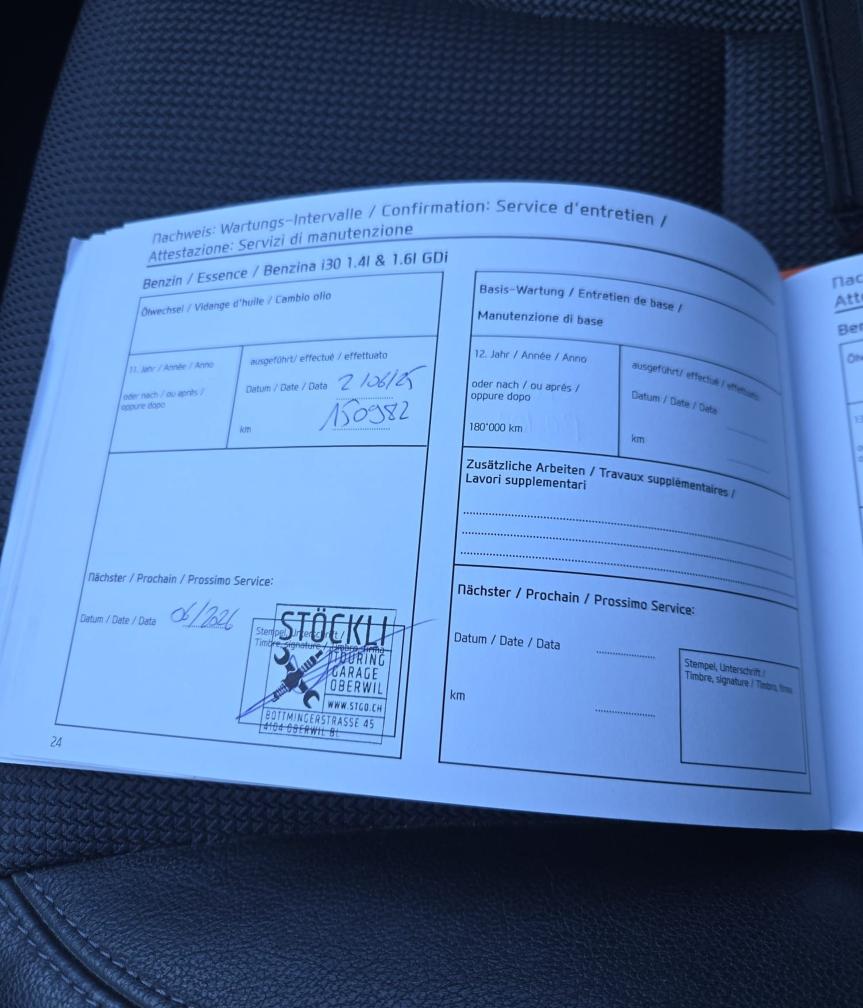 Nachweis: Wartungs-Intervalle / Confirmation: Service d'entretien /
Attestazione: Servizi di manutenzione
Benzin / Essence / Benzina i30 1.4l & 1.6l GDi
Ölwechsel / Vidange d'huile / Cambio olio
11. Jahr / Année / Anno
oder nach / ou après /
oppure dopo
ausgeführt/ effectué / effettuato
Datum / Date / Data 2/06/25
km 150982
Nächster / Prochain / Prossimo Service:
Datum / Date / Data 06/2026
Stempel, Unterschrift /
Timbre, signature / Timbro, firma
STÖCKLI
TOURING
GARAGE
OBERWIL
WWW.STGO.CH
BOTTMINGERSTRASSE 45
4104 OBERWIL BL
24
Basis-Wartung / Entretien de base /
Manutenzione di base
12. Jahr / Année / Anno
oder nach / ou après /
oppure dopo
180'000 km
ausgeführt/ effectué / effettuato
Datum / Date / Data
km
Zusätzliche Arbeiten / Travaux supplémentaires /
Lavori supplementari
Nächster / Prochain / Prossimo Service:
Datum / Date / Data
km
Stempel, Unterschrift /
Timbre, signature / Timbro, firma
Nac
Att
Ber